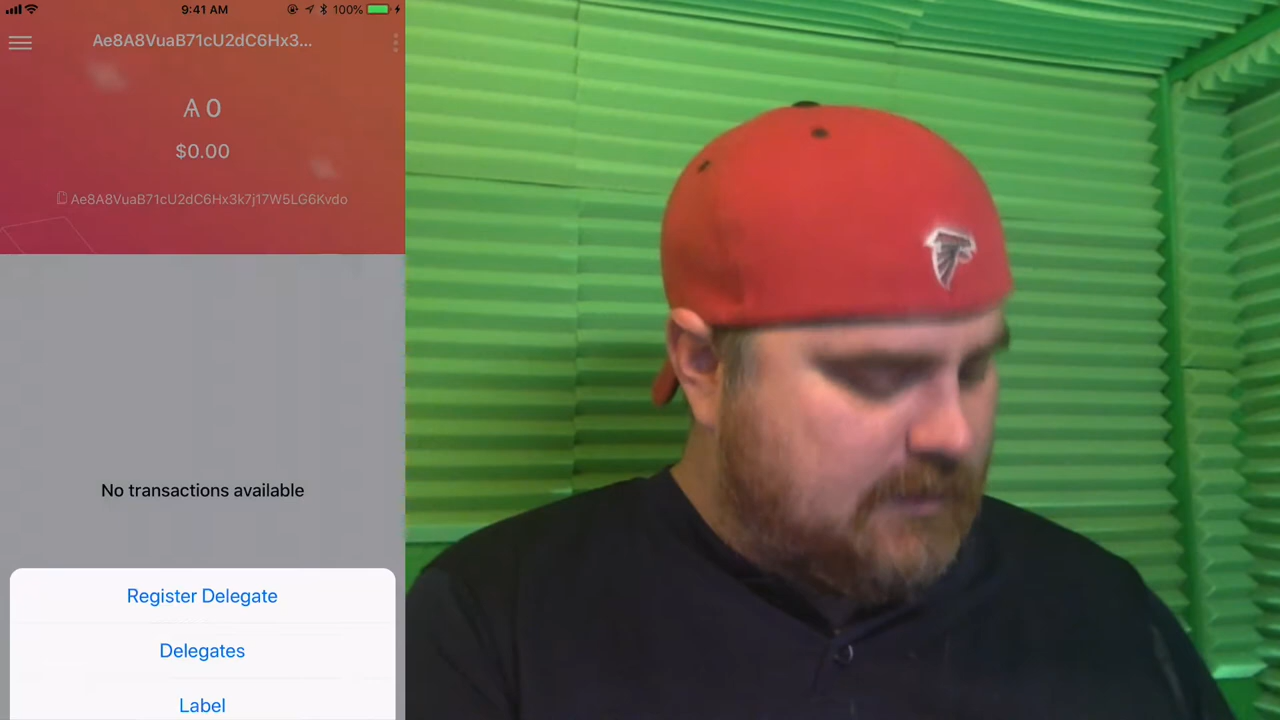 9:41 AM
100%
Ae8A8VuaB71cU2dC6Hx3...
Ѧ 0
$0.00
Ae8A8VuaB71cU2dC6Hx3k7j17W5LG6Kvdo
No transactions available
Register Delegate
Delegates
Label